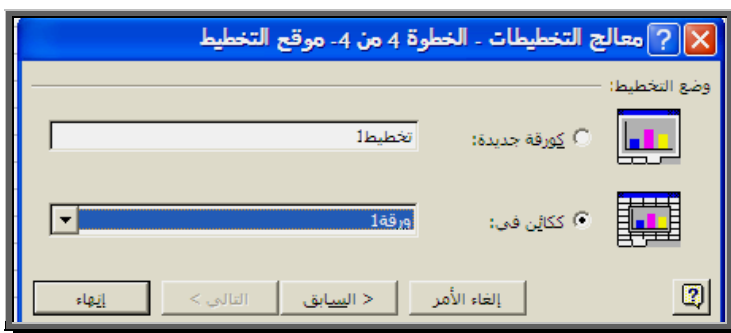 معالج التخطيطات - الخطوة 4 من 4- موقع التخطيط
وضع التخطيط:
كورقة جديدة: تخطيط1
ككائن في: ورقة1
إلغاء الأمر < السابق التالي > إنهاء